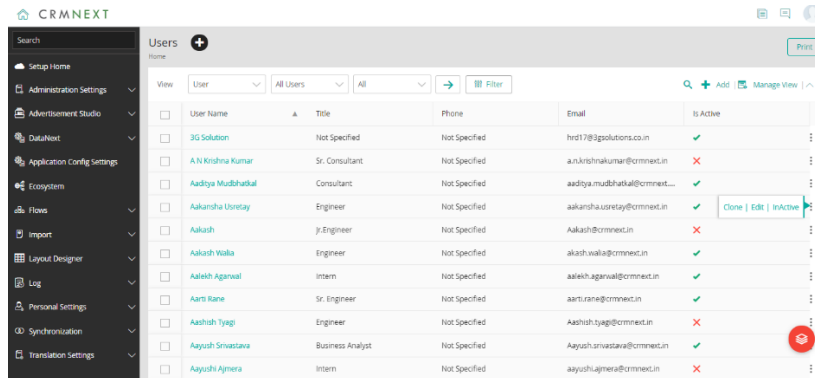 CRMNEXT
Search
Setup Home
Administration Settings
Advertisement Studio
DataNext
Application Config Settings
Ecosystem
Flows
Import
Layout Designer
Log
Personal Settings
Synchronization
Translation Settings
Users
Home
Print
View User All Users All Filter Add | Manage View |
User Name Title Phone Email Is Active
3G Solution Not Specified Not Specified hrd17@3gsolutions.co.in
A N Krishna Kumar Sr. Consultant Not Specified a.n.krishnakumar@crmnext.in
Aaditya Mudbhatkal Consultant Not Specified aaditya.mudbhatkal@crmnext....
Aakansha Usretay Engineer Not Specified aakansha.usretay@crmnext.in Clone | Edit | InActive
Aakash Jr.Engineer Not Specified Aakash@crmnext.in
Aakash Walia Engineer Not Specified akash.walia@crmnext.in
Aalekh Agarwal Intern Not Specified aalekh.agarwal@crmnext.in
Aarti Rane Sr. Engineer Not Specified aarti.rane@crmnext.in
Aashish Tyagi Engineer Not Specified Aashish.tyagi@crmnext.in
Aayush Srivastava Business Analyst Not Specified Aayush.srivastava@crmnext.in
Aayushi Ajmera Intern Not Specified aayushi.ajmera@crmnext.in